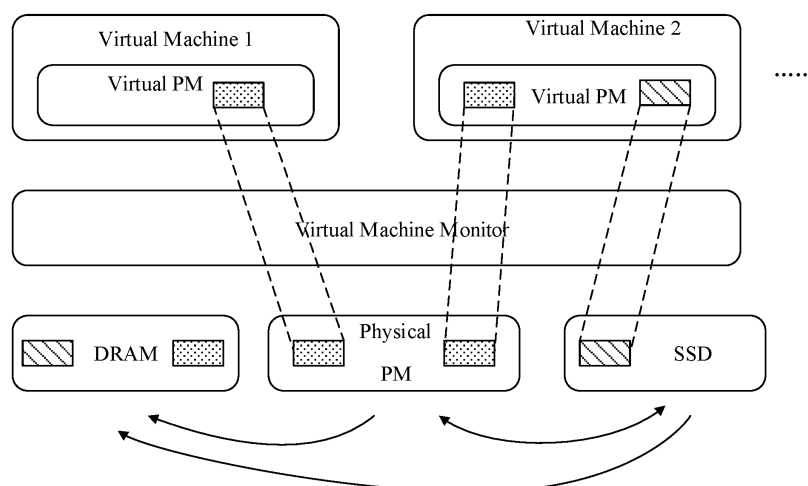 Virtual Machine 1
Virtual Machine 2
Virtual PM
Virtual PM
.....
Virtual Machine Monitor
DRAM
Physical
PM
SSD